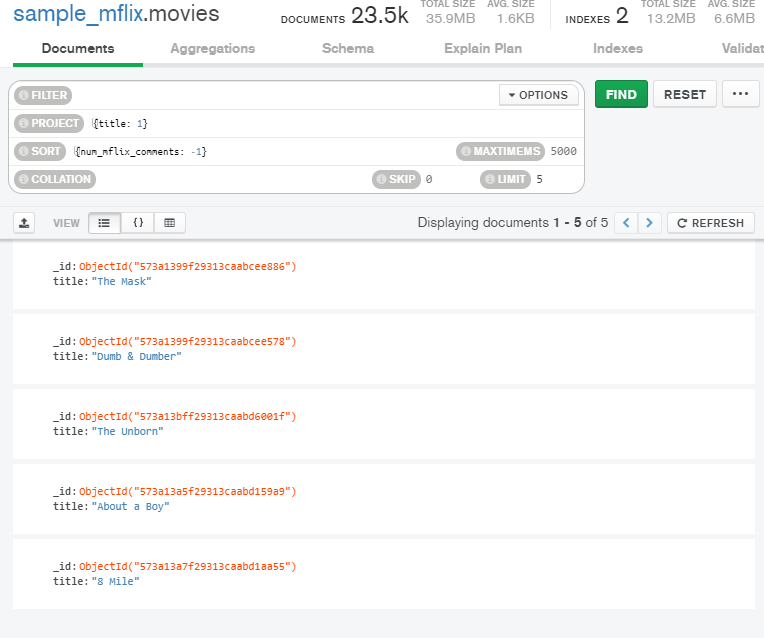 sample_mflix.movies
DOCUMENTS 23.5k TOTAL SIZE 35.9MB AVG. SIZE 1.6KB INDEXES 2 TOTAL SIZE 13.2MB AVG. SIZE 6.6MB
Documents Aggregations Schema Explain Plan Indexes Validat
FILTER OPTIONS FIND RESET ...
PROJECT {title: 1}
SORT {num_mflix_comments: -1} MAXTIMEMS 5000
COLLATION SKIP 0 LIMIT 5
VIEW {} Displaying documents 1 - 5 of 5 < > REFRESH
_id: ObjectId("573a1399f29313caabcee886")
title: "The Mask"
_id: ObjectId("573a1399f29313caabcee578")
title: "Dumb & Dumber"
_id: ObjectId("573a13bff29313caabd6001f")
title: "The Unborn"
_id: ObjectId("573a13a5f29313caabd159a9")
title: "About a Boy"
_id: ObjectId("573a13a7f29313caabd1aa55")
title: "8 Mile"